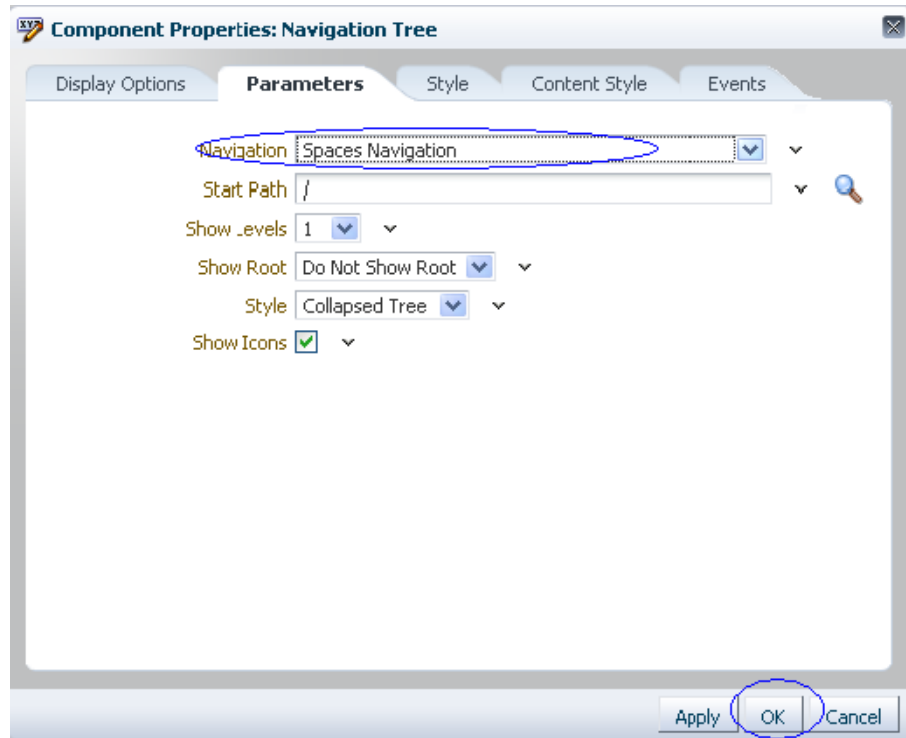 Component Properties: Navigation Tree
Display Options Parameters Style Content Style Events
Navigation Spaces Navigation
Start Path /
Show Levels 1
Show Root Do Not Show Root
Style Collapsed Tree
Show Icons
Apply OK Cancel